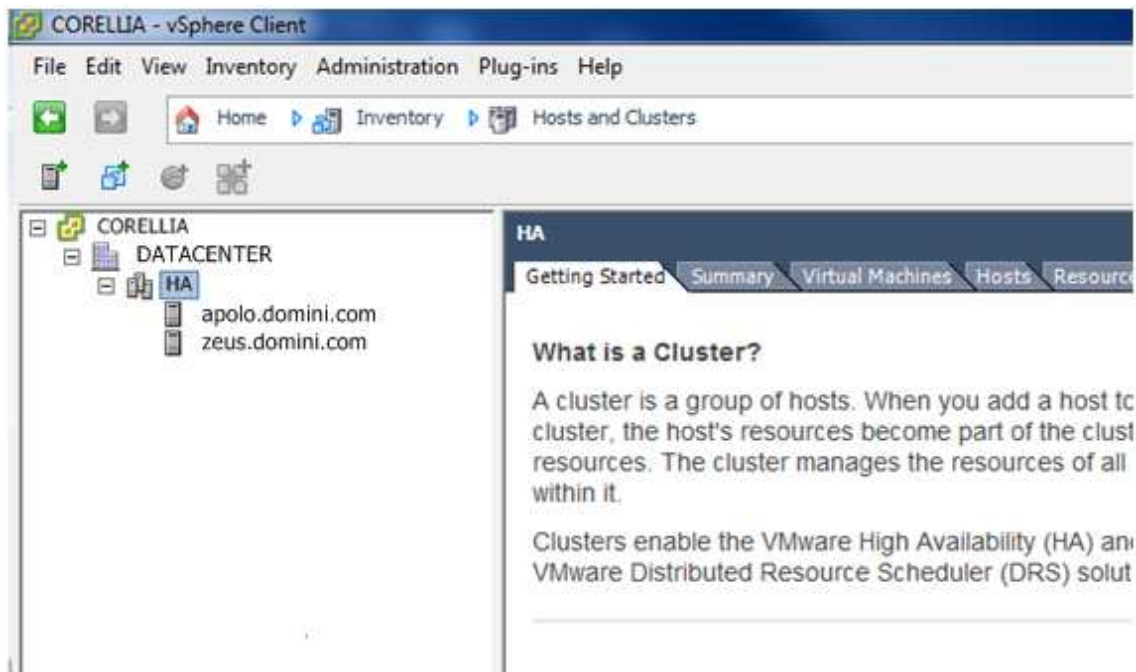 CORELLIA - vSphere Client
File Edit View Inventory Administration Plug-ins Help
Home Inventory Hosts and Clusters
CORELLIA
DATACENTER
HA
apolo.domini.com
zeus.domini.com
HA
Getting Started Summary Virtual Machines Hosts Resource
What is a Cluster?
A cluster is a group of hosts. When you add a host to
cluster, the host's resources become part of the clust
resources. The cluster manages the resources of all
within it.
Clusters enable the VMware High Availability (HA) an
VMware Distributed Resource Scheduler (DRS) solut